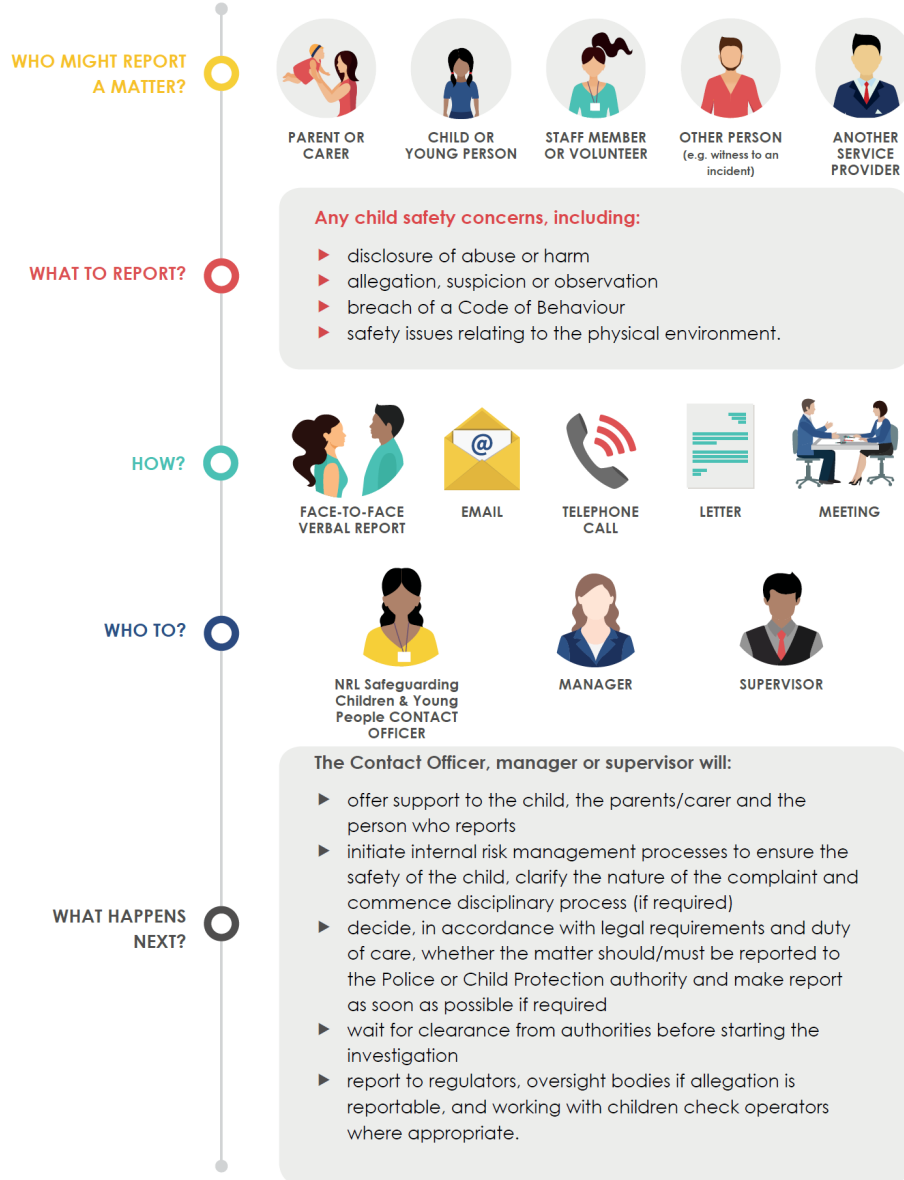 WHO MIGHT REPORT
A MATTER?
PARENT OR
CARER
CHILD OR
YOUNG PERSON
STAFF MEMBER
OR VOLUNTEER
OTHER PERSON
(e.g. witness to an
incident)
ANOTHER
SERVICE
PROVIDER
WHAT TO REPORT?
Any child safety concerns, including:
► disclosure of abuse or harm
► allegation, suspicion or observation
► breach of a Code of Behaviour
► safety issues relating to the physical environment.
HOW?
@
FACE-TO-FACE
VERBAL REPORT
EMAIL
TELEPHONE
CALL
LETTER
MEETING
WHO TO?
NRL Safeguarding
Children & Young
People CONTACT
OFFICER
MANAGER
SUPERVISOR
WHAT HAPPENS
NEXT?
The Contact Officer, manager or supervisor will:
► offer support to the child, the parents/carer and the
person who reports
► initiate internal risk management processes to ensure the
safety of the child, clarify the nature of the complaint and
commence disciplinary process (if required)
► decide, in accordance with legal requirements and duty
of care, whether the matter should/must be reported to
the Police or Child Protection authority and make report
as soon as possible if required
► wait for clearance from authorities before starting the
investigation
► report to regulators, oversight bodies if allegation is
reportable, and working with children check operators
where appropriate.